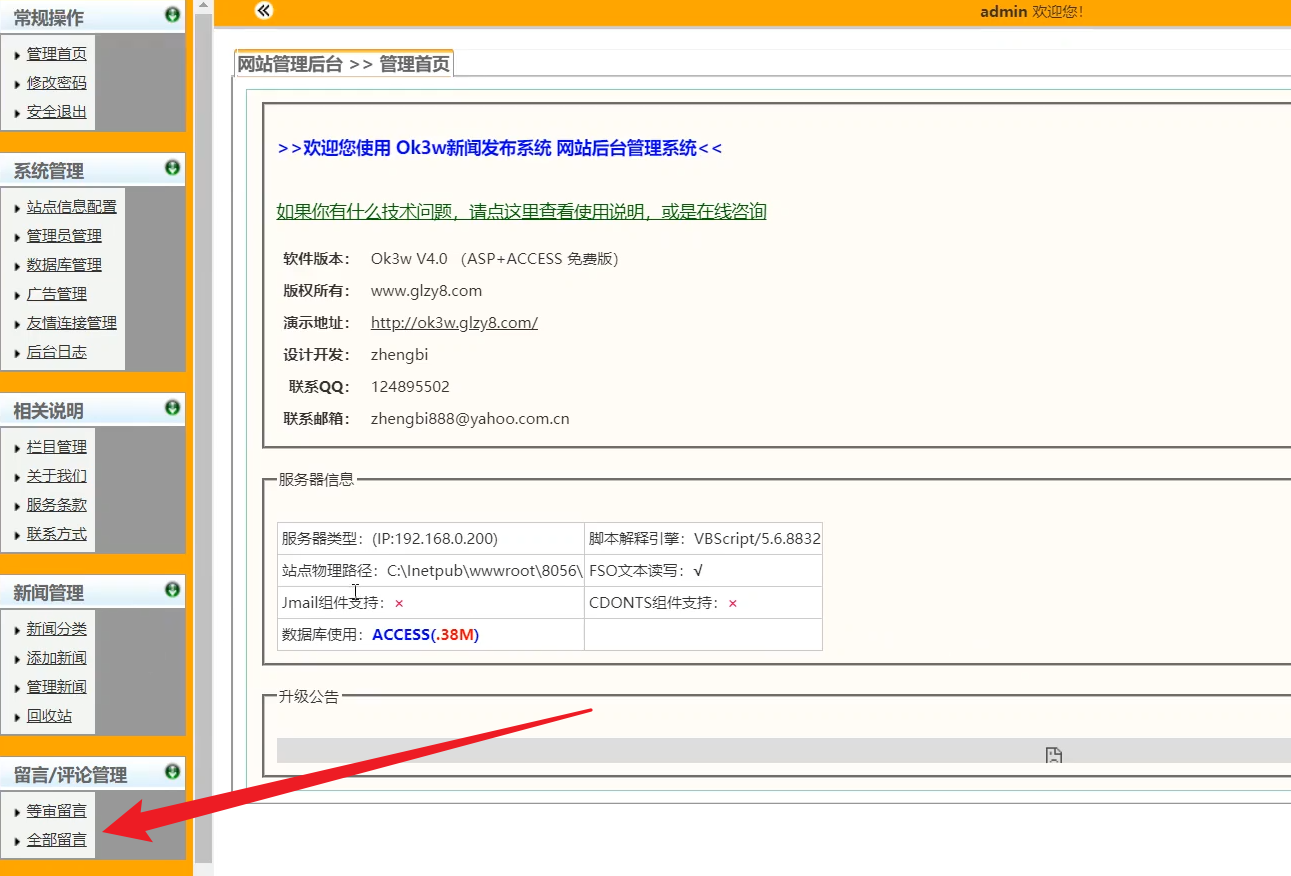 常规操作
管理首页
修改密码
安全退出
系统管理
站点信息配置
管理员管理
数据库管理
广告管理
友情连接管理
后台日志
相关说明
栏目管理
关于我们
服务条款
联系方式
新闻管理
新闻分类
添加新闻
管理新闻
回收站
留言/评论管理
等审留言
全部留言
admin 欢迎您!
网站管理后台 >> 管理首页
>>欢迎您使用 Ok3w新闻发布系统 网站后台管理系统<<
如果你有什么技术问题，请点这里查看使用说明，或是在线咨询
软件版本： Ok3w V4.0 （ASP+ACCESS 免费版）
版权所有： www.glzy8.com
演示地址： http://ok3w.glzy8.com/
设计开发： zhengbi
联系QQ： 124895502
联系邮箱： zhengbi888@yahoo.com.cn
服务器信息
服务器类型：(IP:192.168.0.200) 脚本解释引擎：VBScript/5.6.8832
站点物理路径：C:\Inetpub\wwwroot\8056\ FSO文本读写：√
Jmail组件支持：× CDONTS组件支持：×
数据库使用：ACCESS(.38M)
升级公告